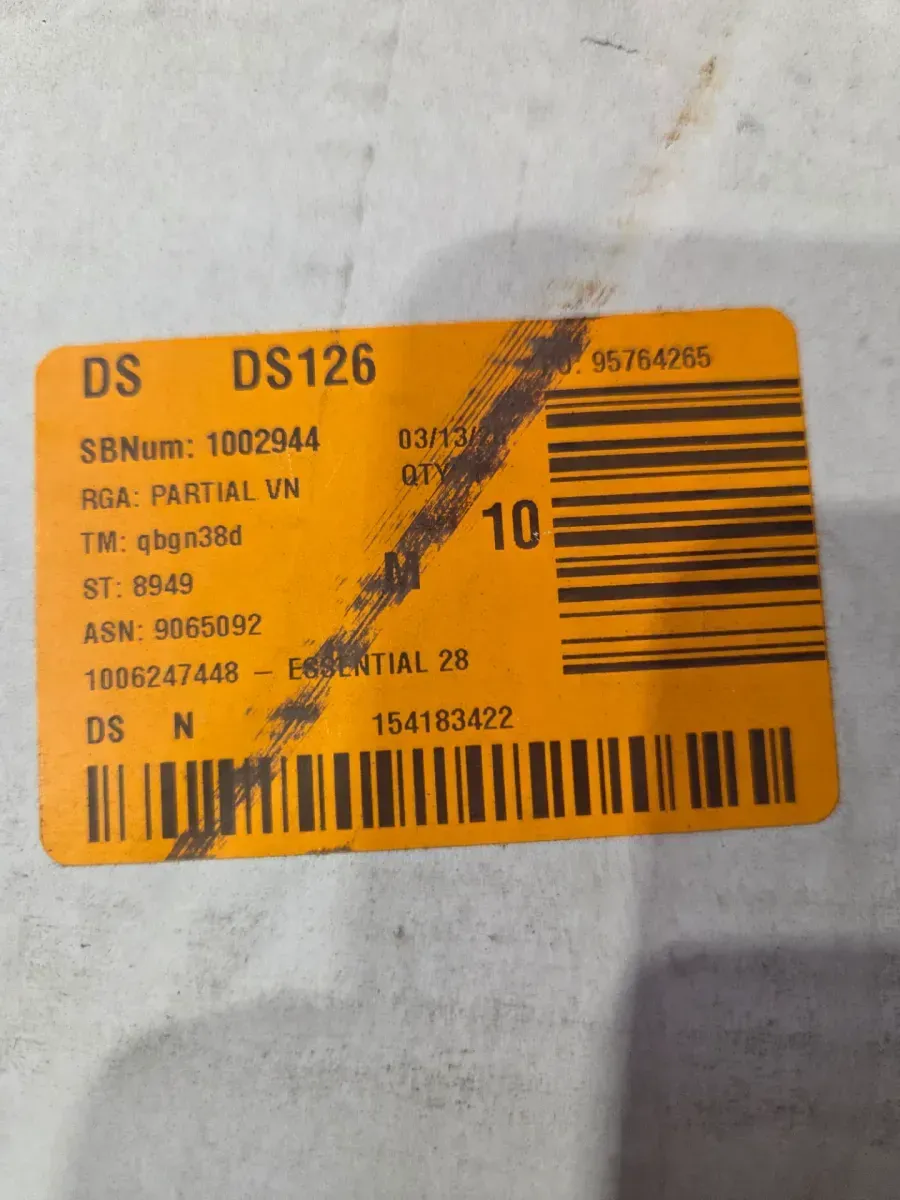 DS DS126 95764265
SBNum: 1002944 03/13/
RGA: PARTIAL VN QTY
TM: qbgn38d 10
ST: 8949 N
ASN: 9065092
1006247448 – ESSENTIAL 28
DS N 154183422